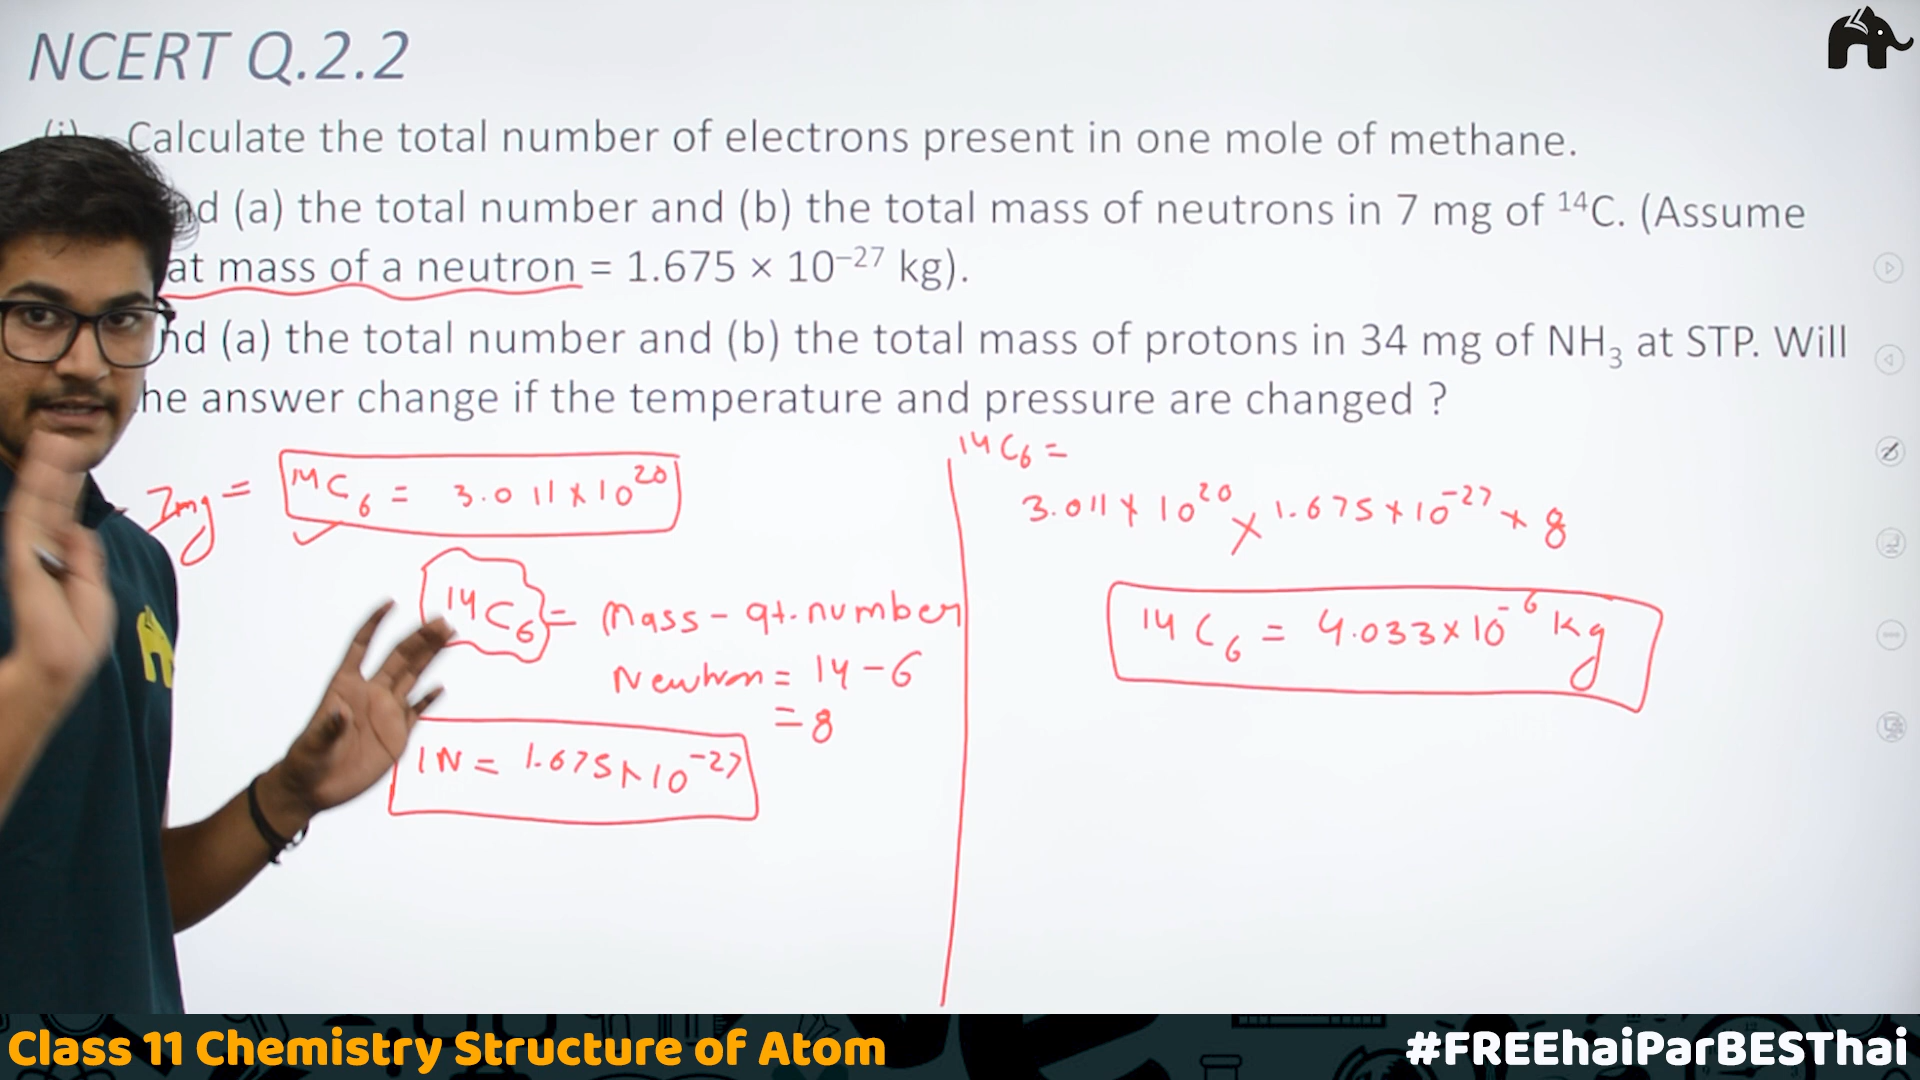 NCERT Q.2.2
(i) Calculate the total number of electrons present in one mole of methane.
nd (a) the total number and (b) the total mass of neutrons in 7 mg of ¹⁴C. (Assume
at mass of a neutron = 1.675 × 10⁻²⁷ kg).
nd (a) the total number and (b) the total mass of protons in 34 mg of NH₃ at STP. Will
he answer change if the temperature and pressure are changed ?
7mg = ¹⁴C₆ = 3.011 × 10²⁰
¹⁴C₆ = Mass - at. number
Neutron = 14 - 6
= 8
1N = 1.675 × 10⁻²⁷
¹⁴C₆ =
3.011 × 10²⁰ × 1.675 × 10⁻²⁷ × 8
¹⁴C₆ = 4.033 × 10⁻⁶ kg
Class 11 Chemistry Structure of Atom
#FREEhaiParBESThai